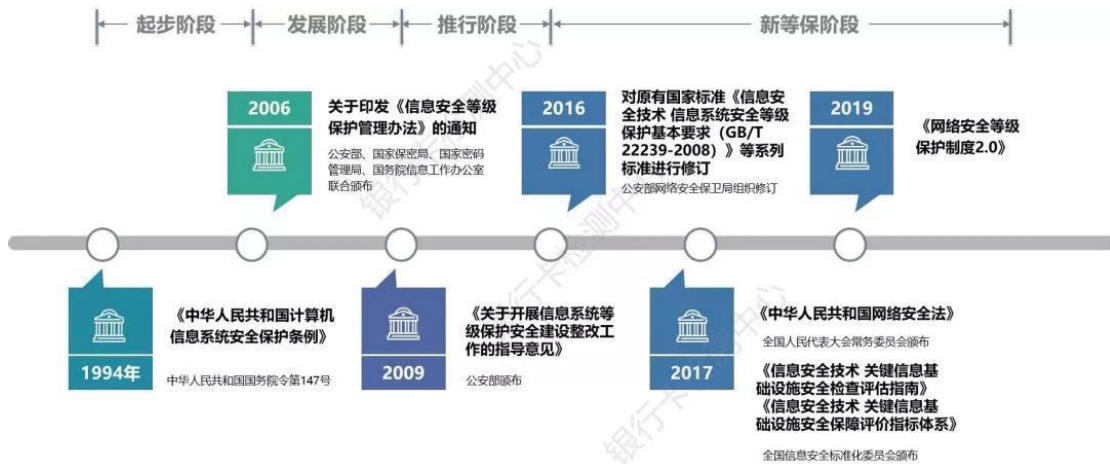 起步阶段
发展阶段
推行阶段
新等保阶段
2006
关于印发《信息安全等级
保护管理办法》的通知
公安部、国家保密局、国家密码
管理局、国务院信息工作办公室
联合颁布
2016
对原有国家标准《信息安
全技术 信息系统安全等级
保护基本要求（GB/T
22239-2008）》等系列
标准进行修订
公安部网络安全保卫局组织修订
2019
《网络安全等级
保护制度2.0》
1994年
《中华人民共和国计算机
信息系统安全保护条例》
中华人民共和国国务院令第147号
2009
《关于开展信息系统等
级保护安全建设整改工
作的指导意见》
公安部颁布
2017
《中华人民共和国网络安全法》
全国人民代表大会常务委员会颁布
《信息安全技术 关键信息基
础设施安全检查评估指南》
《信息安全技术 关键信息基
础设施安全保障评价指标体系》
全国信息安全标准化委员会颁布
银行卡检测中心
银行卡检测中心